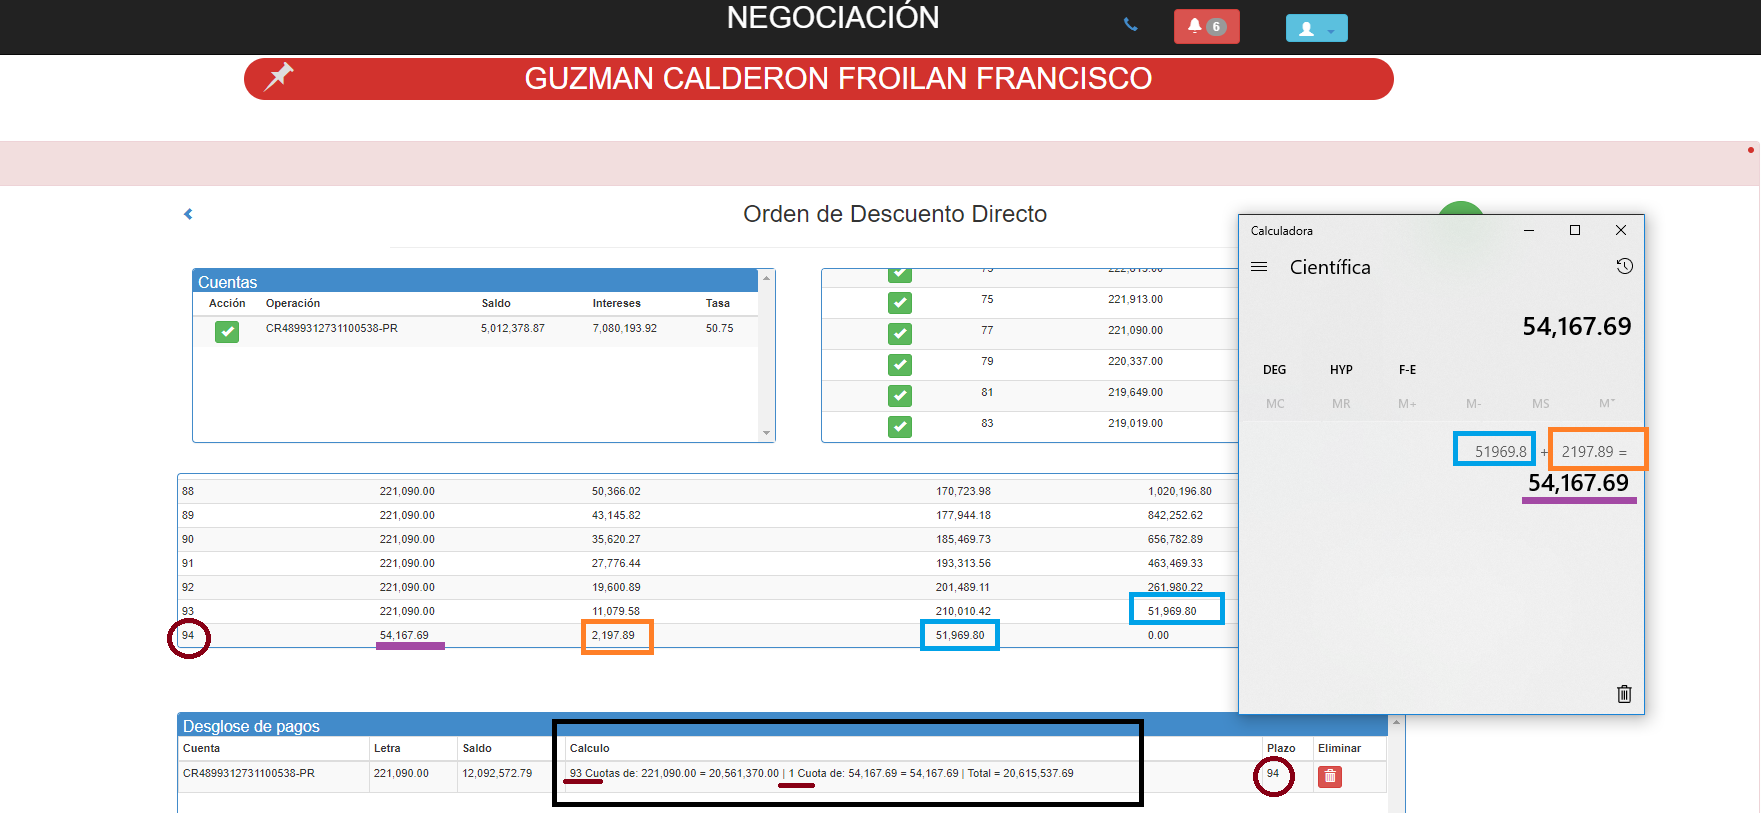 NEGOCIACIÓN
6
GUZMAN CALDERON FROILAN FRANCISCO
Orden de Descuento Directo
Cuentas
Acción Operación Saldo Intereses Tasa
CR4899312731100538-PR 5,012,378.87 7,080,193.92 50.75
75 221,913.00
77 221,090.00
79 220,337.00
81 219,649.00
83 219,019.00
Calculadora
Científica
54,167.69
DEG HYP F-E
MC MR M+ M- MS M˅
51969.8 + 2197.89 =
54,167.69
88 221,090.00 50,366.02 170,723.98 1,020,196.80
89 221,090.00 43,145.82 177,944.18 842,252.62
90 221,090.00 35,620.27 185,469.73 656,782.89
91 221,090.00 27,776.44 193,313.56 463,469.33
92 221,090.00 19,600.89 201,489.11 261,980.22
93 221,090.00 11,079.58 210,010.42 51,969.80
94 54,167.69 2,197.89 51,969.80 0.00
Desglose de pagos
Cuenta Letra Saldo Calculo Plazo Eliminar
CR4899312731100538-PR 221,090.00 12,092,572.79 93 Cuotas de: 221,090.00 = 20,561,370.00 | 1 Cuota de: 54,167.69 = 54,167.69 | Total = 20,615,537.69 94